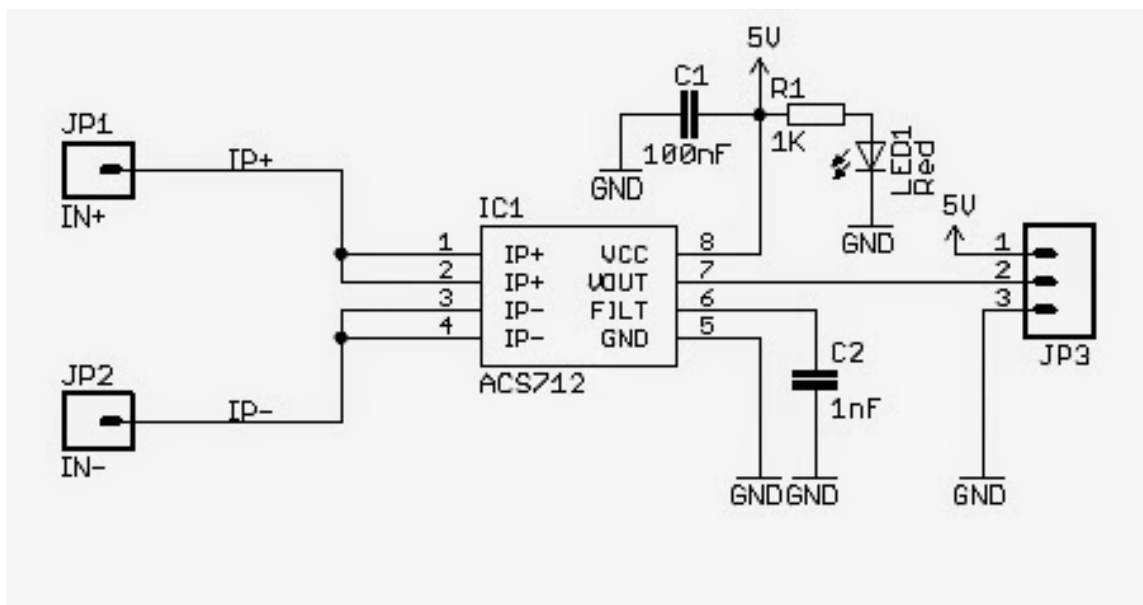 5V
C1
R1
100nF
1K
LED1
Red
GND
GND
JP1
IN+
IP+
IC1
1
2
3
4
IP+
IP+
IP-
IP-
VCC
VOUT
FILT
GND
8
7
6
5
ACS712
5V
1
2
3
JP3
C2
1nF
JP2
IN-
IP-
GND
GND
GND